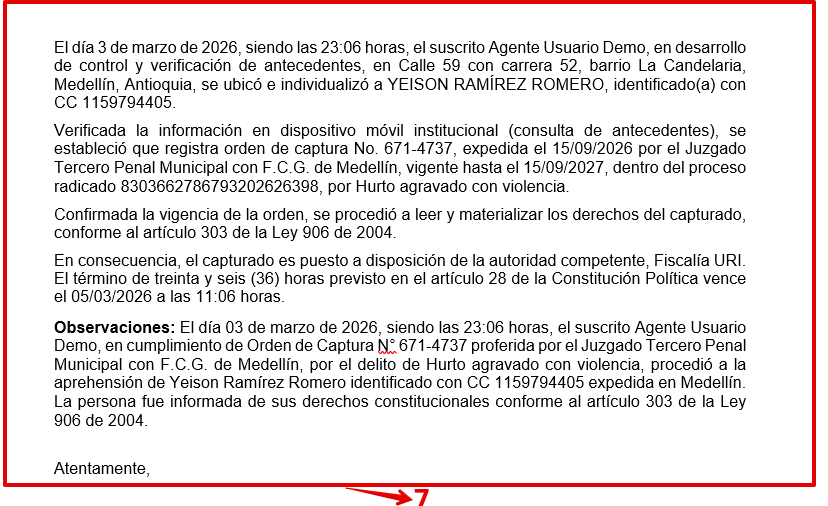 El día 3 de marzo de 2026, siendo las 23:06 horas, el suscrito Agente Usuario Demo, en desarrollo
de control y verificación de antecedentes, en Calle 59 con carrera 52, barrio La Candelaria,
Medellín, Antioquia, se ubicó e individualizó a YEISON RAMÍREZ ROMERO, identificado(a) con
CC 1159794405.
Verificada la información en dispositivo móvil institucional (consulta de antecedentes), se
estableció que registra orden de captura No. 671-4737, expedida el 15/09/2026 por el Juzgado
Tercero Penal Municipal con F.C.G. de Medellín, vigente hasta el 15/09/2027, dentro del proceso
radicado 8303662786793202626398, por Hurto agravado con violencia.
Confirmada la vigencia de la orden, se procedió a leer y materializar los derechos del capturado,
conforme al artículo 303 de la Ley 906 de 2004.
En consecuencia, el capturado es puesto a disposición de la autoridad competente, Fiscalía URI.
El término de treinta y seis (36) horas previsto en el artículo 28 de la Constitución Política vence
el 05/03/2026 a las 11:06 horas.
Observaciones: El día 03 de marzo de 2026, siendo las 23:06 horas, el suscrito Agente Usuario
Demo, en cumplimiento de Orden de Captura N° 671-4737 proferida por el Juzgado Tercero Penal
Municipal con F.C.G. de Medellín, por el delito de Hurto agravado con violencia, procedió a la
aprehensión de Yeison Ramírez Romero identificado con CC 1159794405 expedida en Medellín.
La persona fue informada de sus derechos constitucionales conforme al artículo 303 de la Ley
906 de 2004.
Atentamente,
7